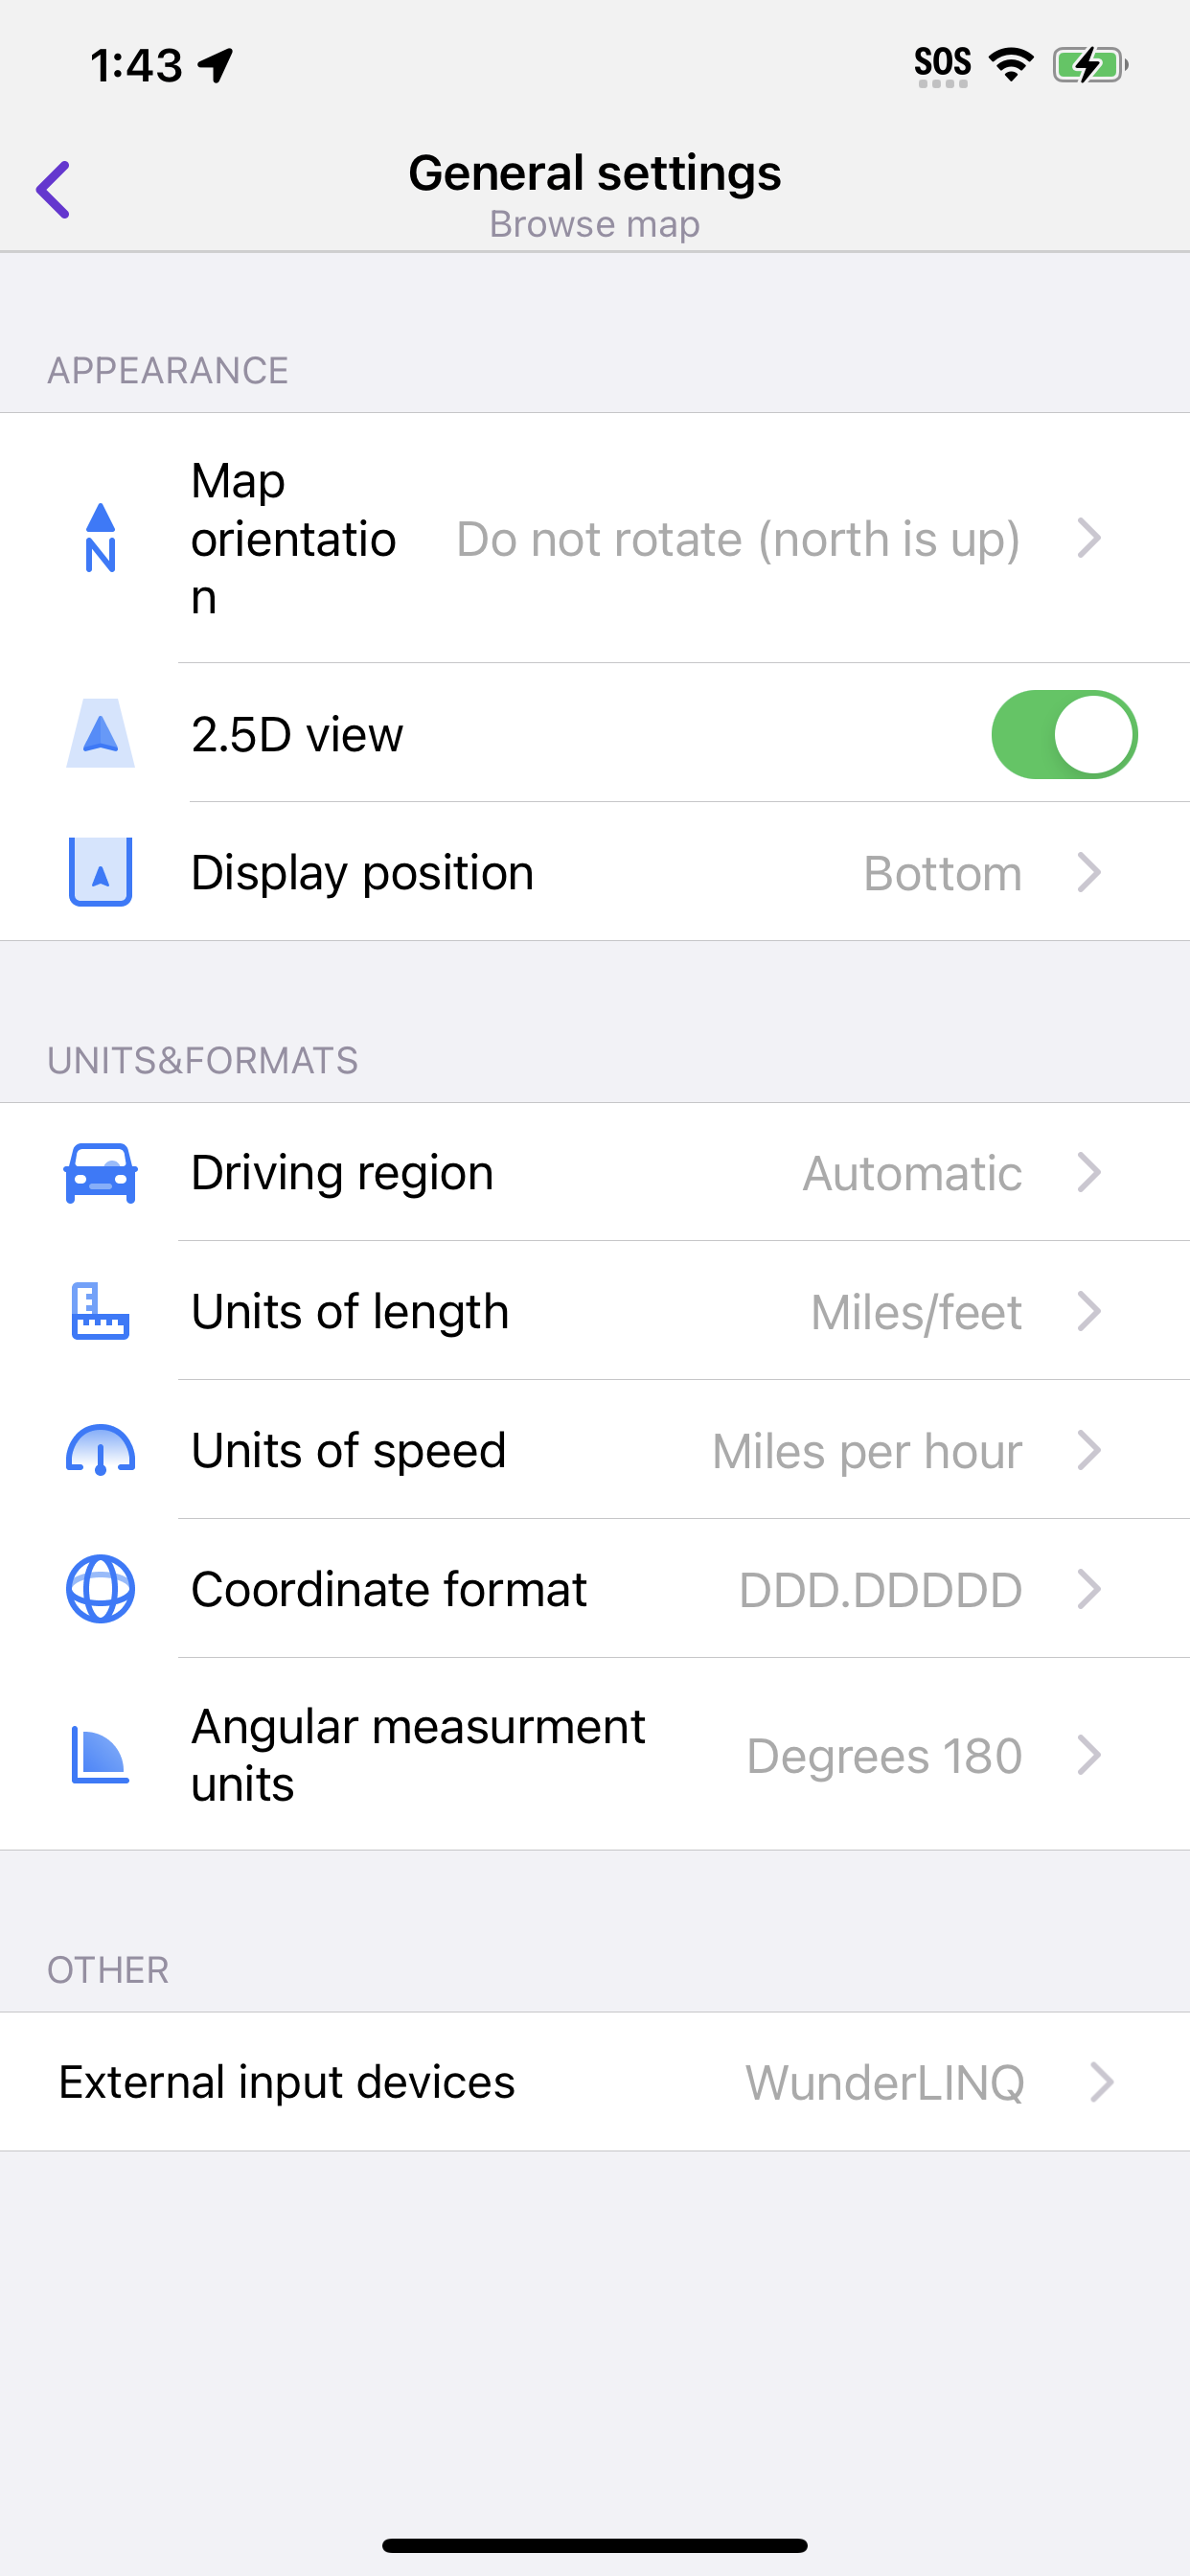 1:43 SOS
General settings
Browse map
APPEARANCE
Map
orientatio Do not rotate (north is up)
n
N
2.5D view
Display position Bottom
UNITS&FORMATS
Driving region Automatic
Units of length Miles/feet
Units of speed Miles per hour
Coordinate format DDD.DDDDD
Angular measurment
units Degrees 180
OTHER
External input devices WunderLINQ